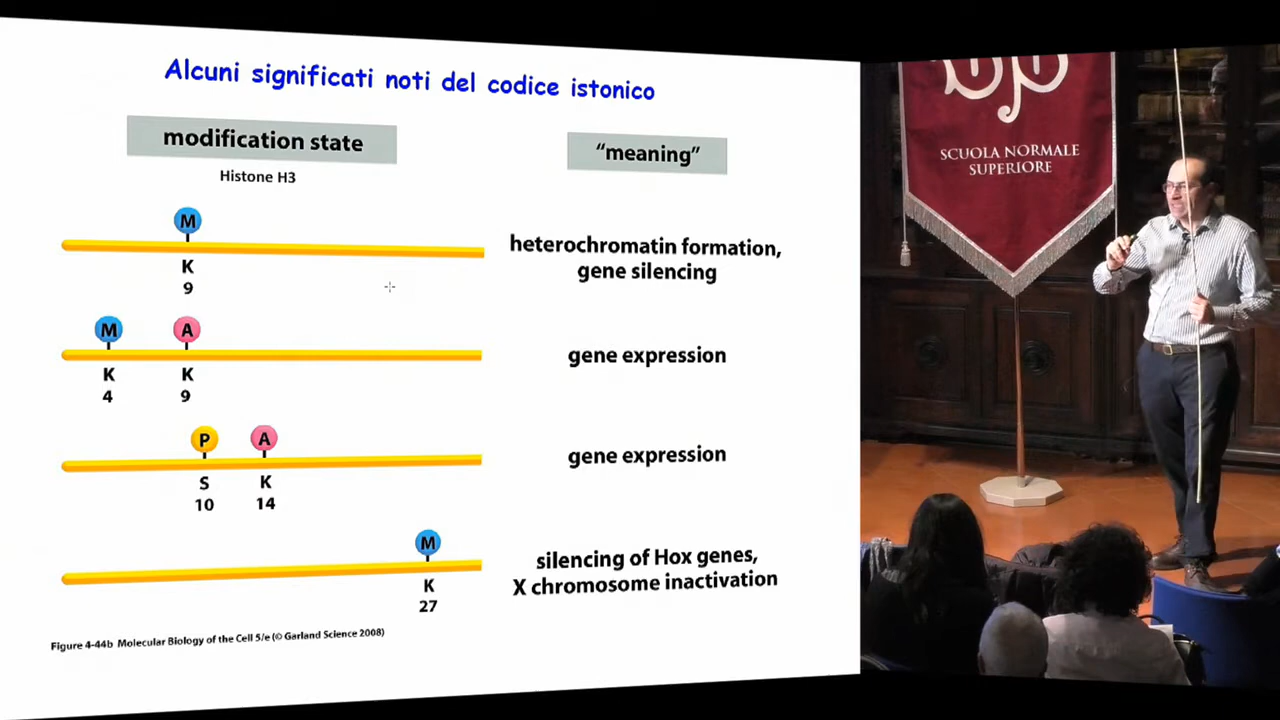 Alcuni significati noti del codice istonico
modification state
"meaning"
Histone H3
M
K
9
heterochromatin formation,
gene silencing
M A
K K
4 9
gene expression
P A
S K
10 14
gene expression
M
K
27
silencing of Hox genes,
X chromosome inactivation
Figure 4-44b Molecular Biology of the Cell 5/e (© Garland Science 2008)
SCUOLA NORMALE
SUPERIORE